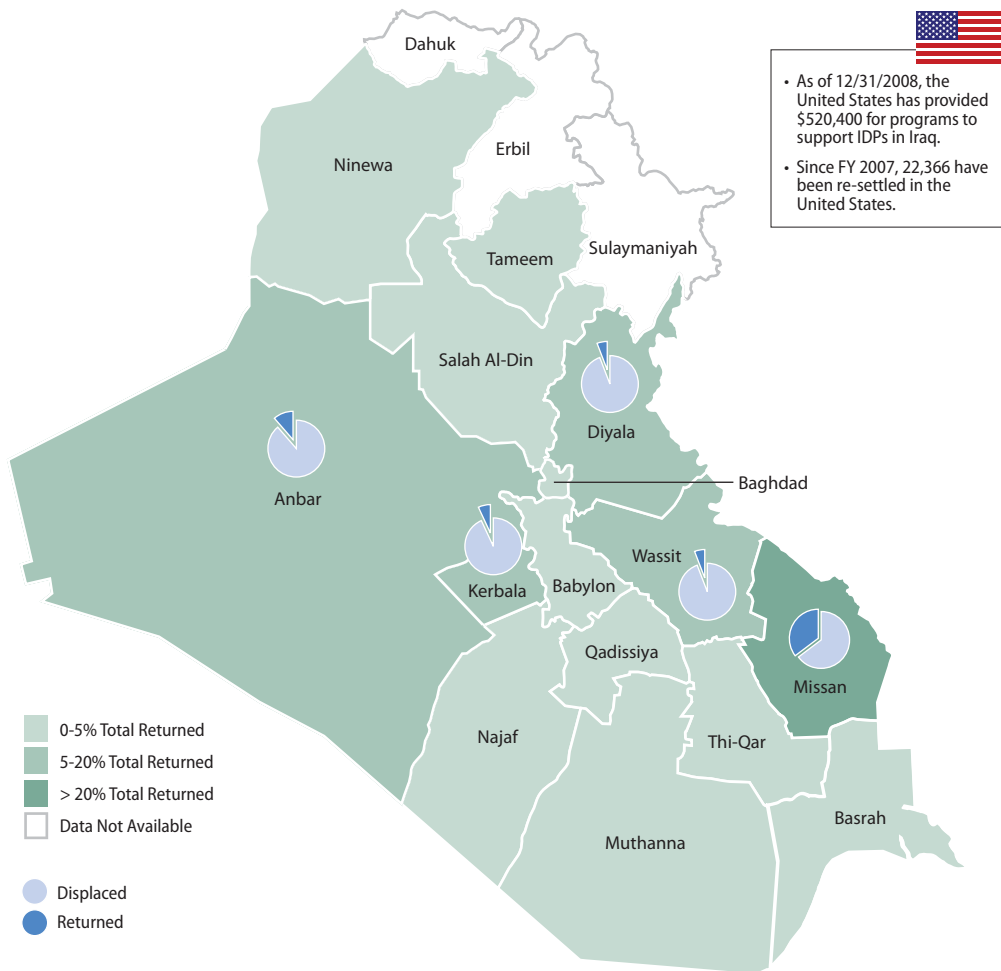 Dahuk
• As of 12/31/2008, the
United States has provided
$520,400 for programs to
support IDPs in Iraq.
• Since FY 2007, 22,366 have
been re-settled in the
United States.
Erbil
Ninewa
Sulaymaniyah
Tameem
Salah Al-Din
Diyala
Baghdad
Anbar
Wassit
Kerbala
Babylon
Qadissiya
Missan
Najaf
Thi-Qar
Basrah
Muthanna
0-5% Total Returned
5-20% Total Returned
> 20% Total Returned
Data Not Available
Displaced
Returned